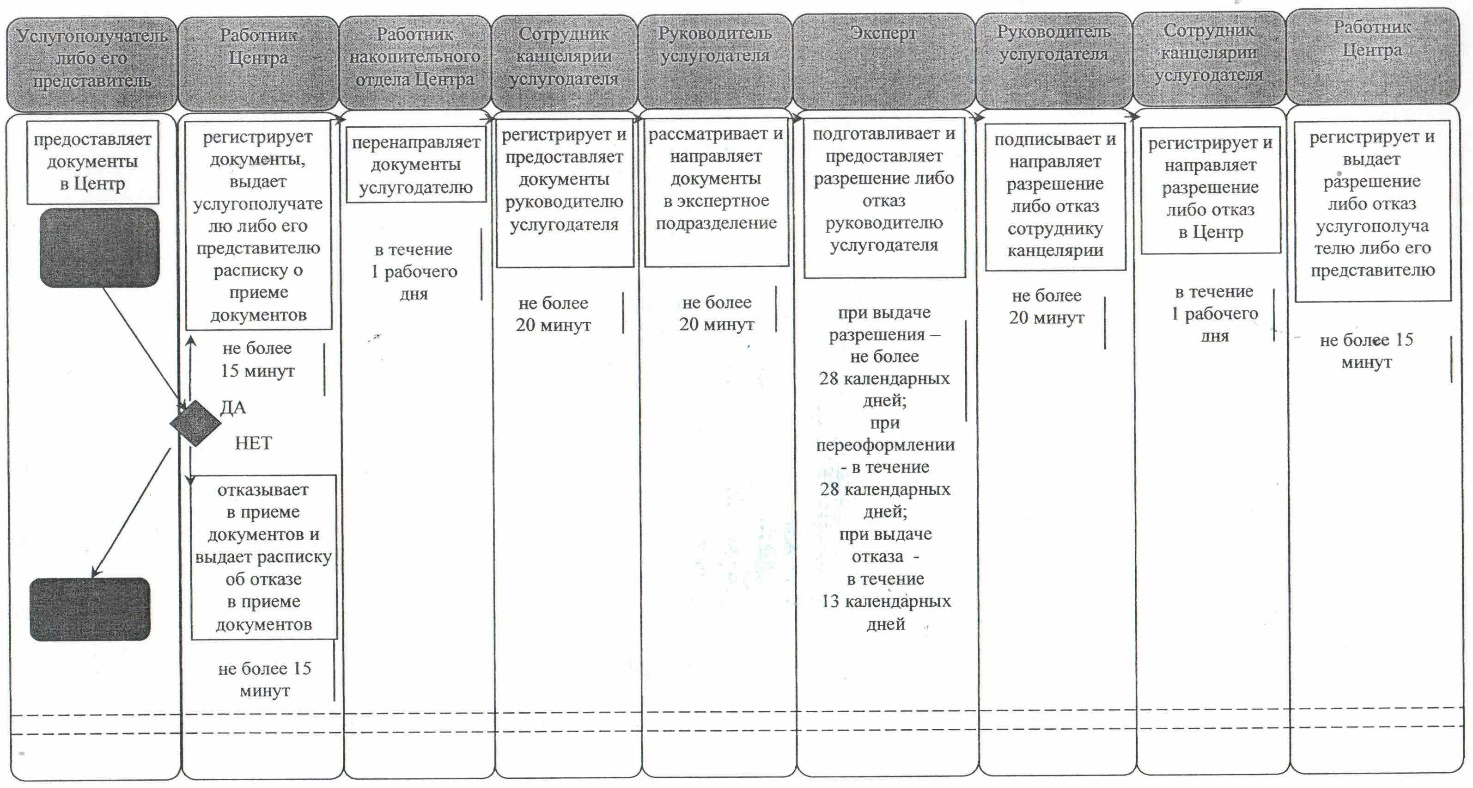 Услугополучатель
либо его
представитель
Работник
Центра
Работник
накопительного
отдела Центра
Сотрудник
канцелярии
услугодателя
Руководитель
услугодателя
Эксперт
Руководитель
услугодателя
Сотрудник
канцелярии
услугодателя
Работник
Центра
предоставляет
документы
в Центр
регистрирует
документы,
выдает
услугополучате
лю либо его
представителю
расписку о
приеме
документов
не более
15 минут
ДА
НЕТ
отказывает
в приеме
документов и
выдает расписку
об отказе
в приеме
документов
не более 15
минут
перенаправляет
документы
услугодателю
в течение
1 рабочего
дня
регистрирует и
предоставляет
документы
руководителю
услугодателя
не более
20 минут
рассматривает и
направляет
документы
в экспертное
подразделение
не более
20 минут
подготавливает и
предоставляет
разрешение либо
отказ
руководителю
услугодателя
при выдаче
разрешения –
не более
28 календарных
дней;
при
переоформлении
- в течение
28 календарных
дней;
при выдаче
отказа -
в течение
13 календарных
дней
подписывает и
направляет
разрешение
либо отказ
сотруднику
канцелярии
не более
20 минут
регистрирует и
направляет
разрешение
либо отказ
в Центр
в течение
1 рабочего
дня
регистрирует и
выдает
разрешение
либо отказ
услугополуча
телю либо его
представителю
не более 15
минут